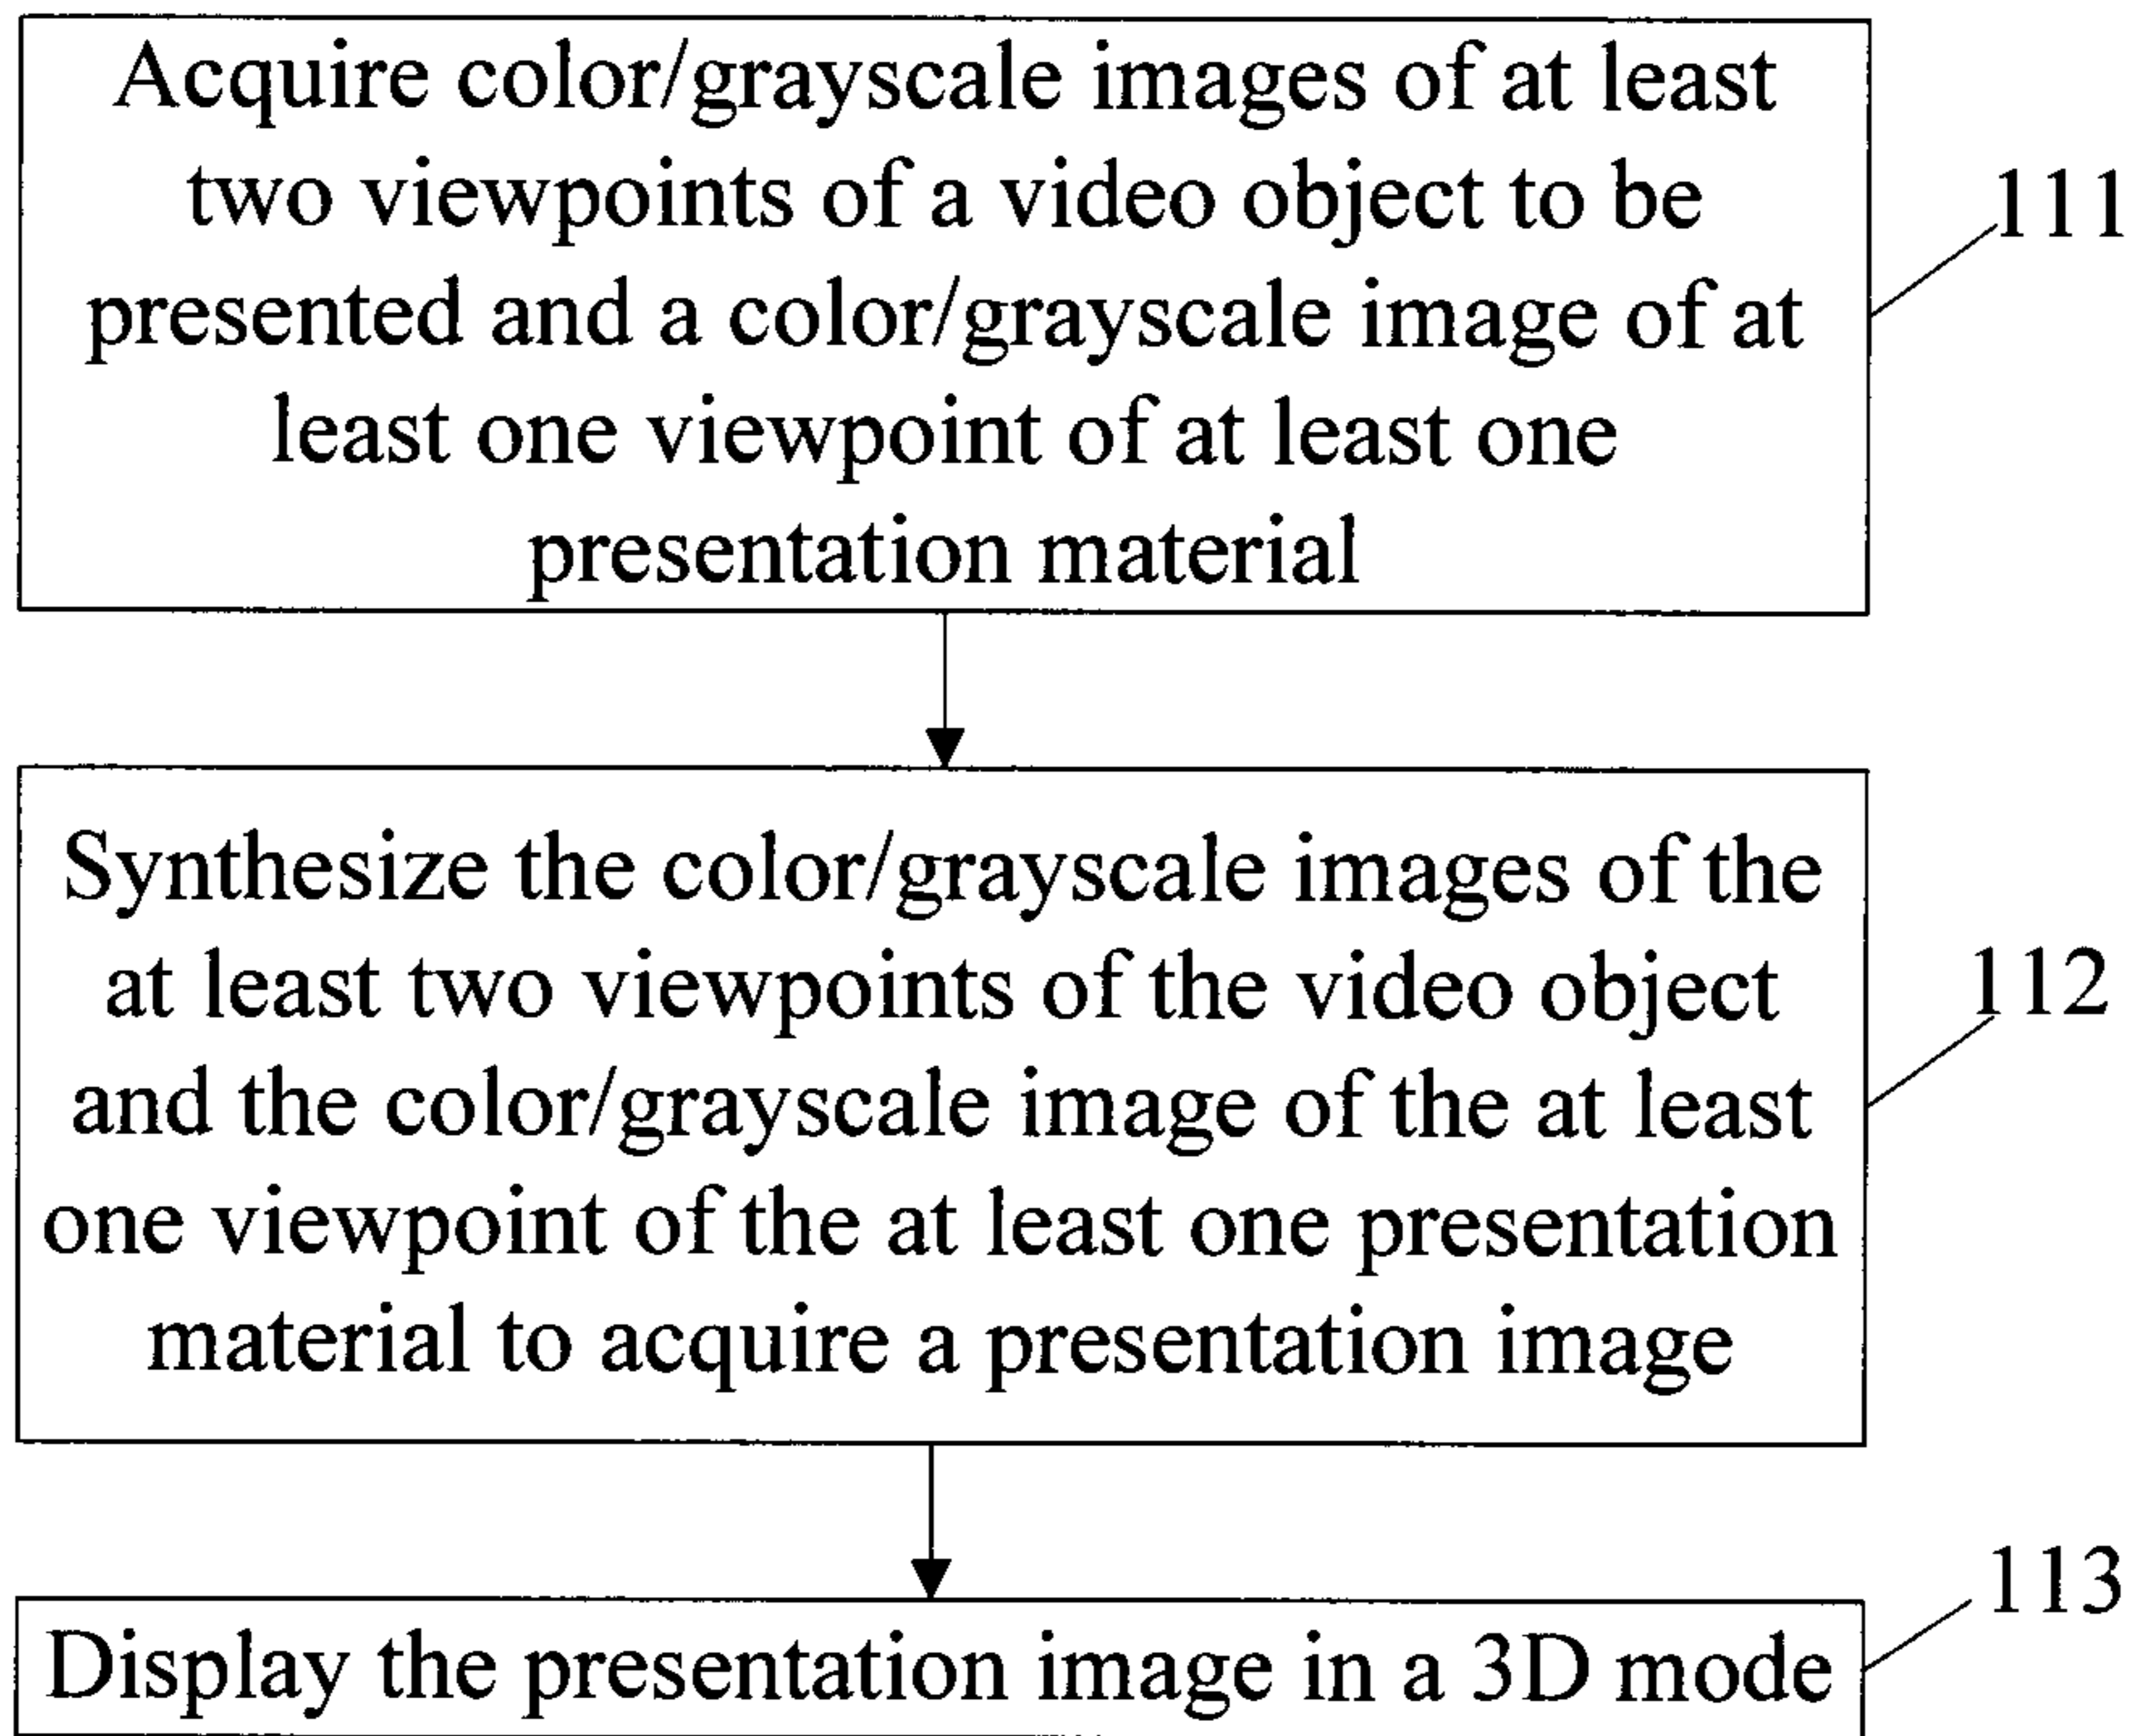 Acquire color/grayscale images of at least
two viewpoints of a video object to be
presented and a color/grayscale image of at
least one viewpoint of at least one
presentation material
111
Synthesize the color/grayscale images of the
at least two viewpoints of the video object
and the color/grayscale image of the at least
one viewpoint of the at least one presentation
material to acquire a presentation image
112
Display the presentation image in a 3D mode
113